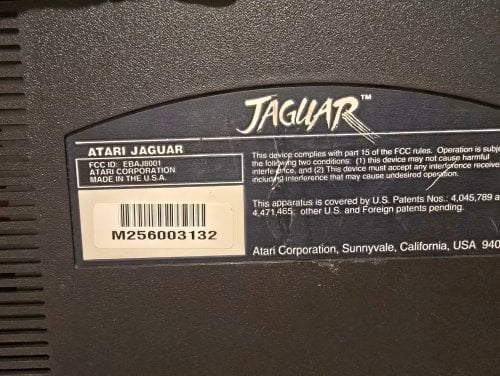 JAGUAR™
ATARI JAGUAR
FCC ID: EBAJ8001
ATARI CORPORATION
MADE IN THE U.S.A.
M256003132
This device complies with part 15 of the FCC rules. Operation is subje
the following two conditions: (1) this device may not cause harmful
interference, and (2) This device must accept any interference receive
including interference that may cause undesired operation.
This apparatus is covered by U.S. Patents Nos.: 4,045,789 a
4,471,465; other U.S. and Foreign patents pending.
Atari Corporation, Sunnyvale, California, USA 940